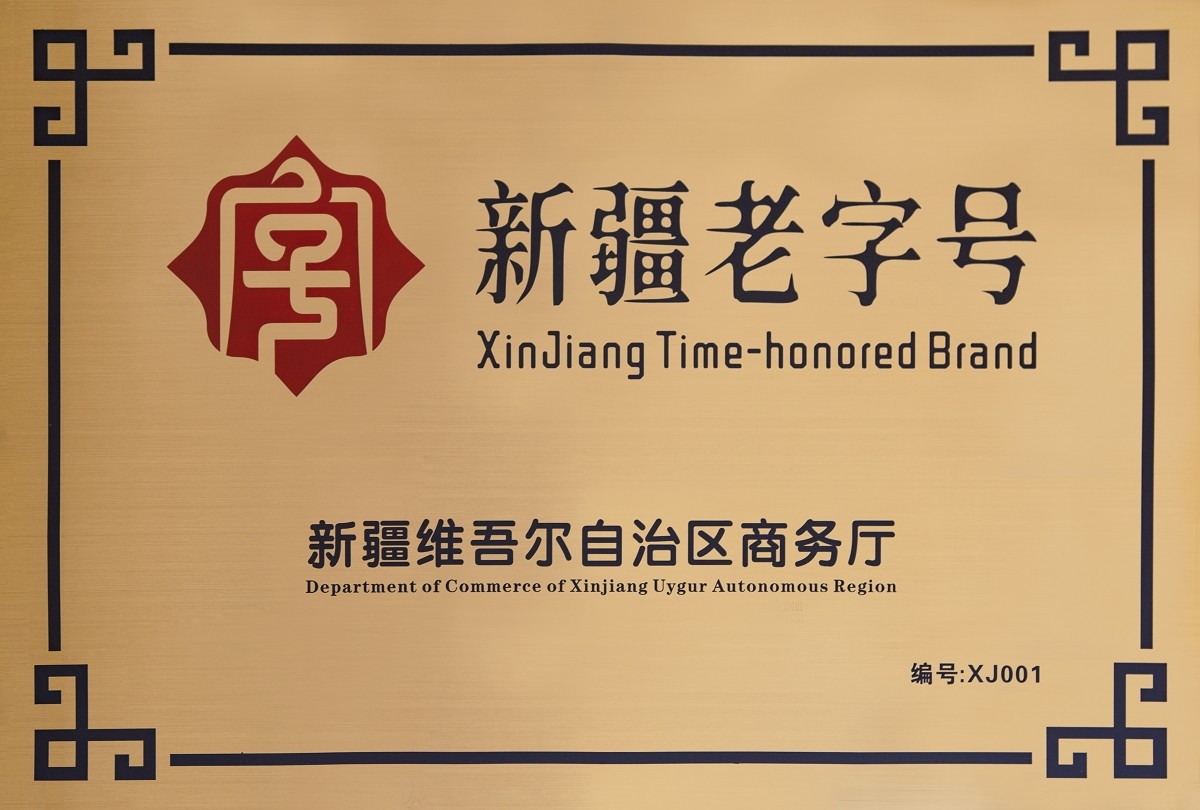 新疆老字号
XinJiang Time-honored Brand
新疆维吾尔自治区商务厅
Department of Commerce of Xinjiang Uygur Autonomous Region
编号:XJ001